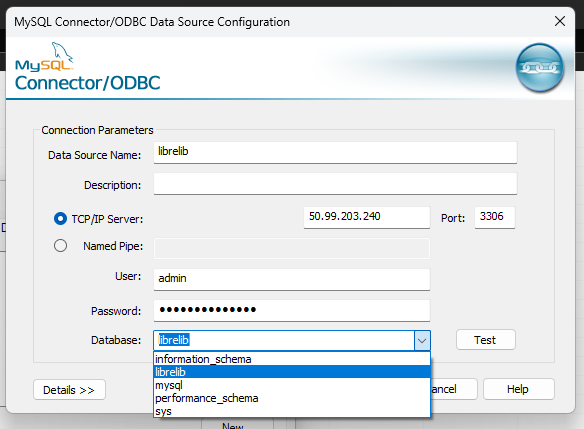 MySQL Connector/ODBC Data Source Configuration
MySQL
Connector/ODBC
Connection Parameters
Data Source Name: librelib
Description:
TCP/IP Server: 50.99.203.240 Port: 3306
Named Pipe:
User: admin
Password: ••••••••••••••
Database: librelib Test
information_schema
librelib
mysql
performance_schema
sys
Details >> ancel Help
New